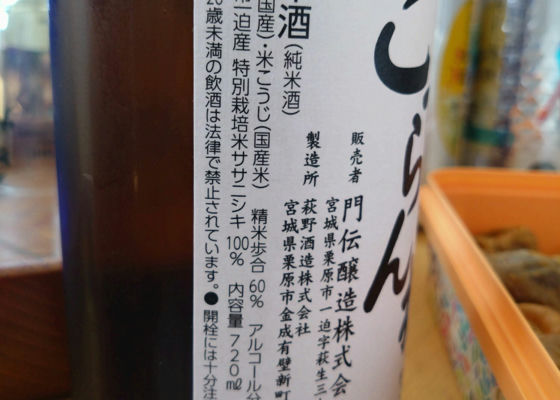 ごらん
販売者 門伝醸造株式会
宮城県栗原市一迫字萩生三
製造所 萩野酒造株式会社
宮城県栗原市金成有壁新町
酒(純米酒)
国産)・米こうじ(国産米) 精米歩合 60% アルコール分
一迫産 特別栽培米ササニシキ 100% 内容量 720ml
20歳未満の飲酒は法律で禁止されています。●開栓には十分注